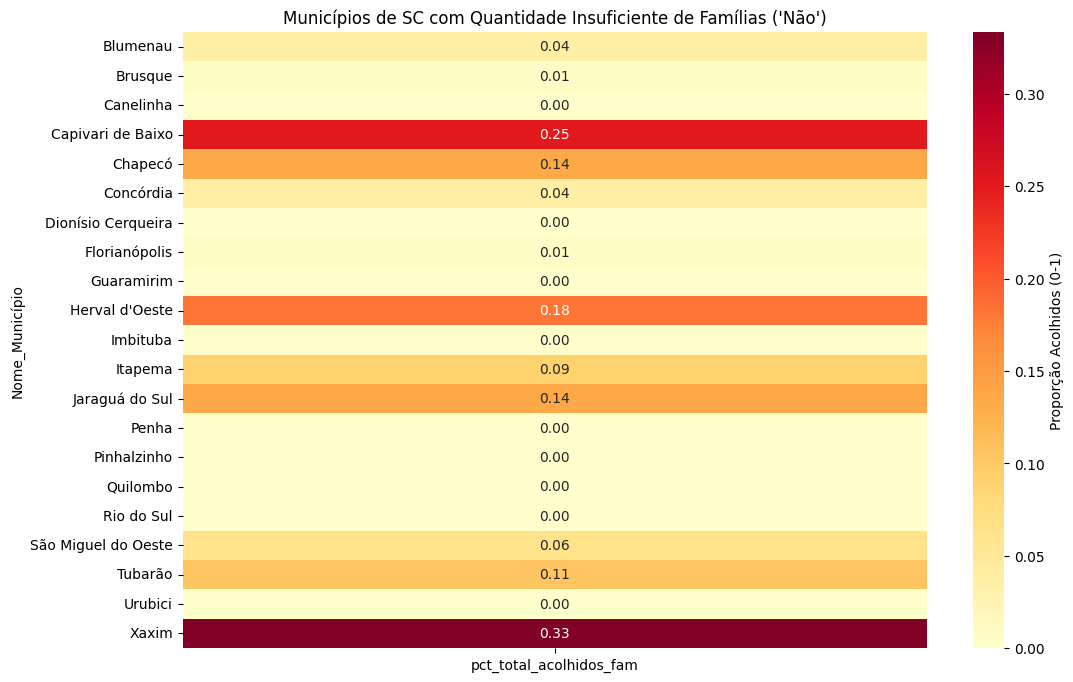 Municípios de SC com Quantidade Insuficiente de Famílias ('Não')
Nome_Município
Blumenau 0.04
Brusque 0.01
Canelinha 0.00
Capivari de Baixo 0.25
Chapecó 0.14
Concórdia 0.04
Dionísio Cerqueira 0.00
Florianópolis 0.01
Guaramirim 0.00
Herval d'Oeste 0.18
Imbituba 0.00
Itapema 0.09
Jaraguá do Sul 0.14
Penha 0.00
Pinhalzinho 0.00
Quilombo 0.00
Rio do Sul 0.00
São Miguel do Oeste 0.06
Tubarão 0.11
Urubici 0.00
Xaxim 0.33
pct_total_acolhidos_fam
0.30
0.25
0.20
0.15
0.10
0.05
0.00
Proporção Acolhidos (0-1)